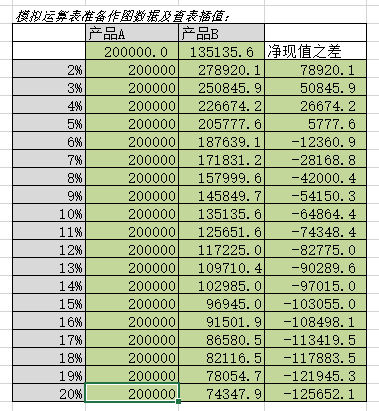 模拟运算表准备作图数据及查表插值：
产品A 产品B
200000.0 135135.6 净现值之差
2% 200000 278920.1 78920.1
3% 200000 250845.9 50845.9
4% 200000 226674.2 26674.2
5% 200000 205777.6 5777.6
6% 200000 187639.1 -12360.9
7% 200000 171831.2 -28168.8
8% 200000 157999.6 -42000.4
9% 200000 145849.7 -54150.3
10% 200000 135135.6 -64864.4
11% 200000 125651.6 -74348.4
12% 200000 117225.0 -82775.0
13% 200000 109710.4 -90289.6
14% 200000 102985.0 -97015.0
15% 200000 96945.0 -103055.0
16% 200000 91501.9 -108498.1
17% 200000 86580.5 -113419.5
18% 200000 82116.5 -117883.5
19% 200000 78054.7 -121945.3
20% 200000 74347.9 -125652.1